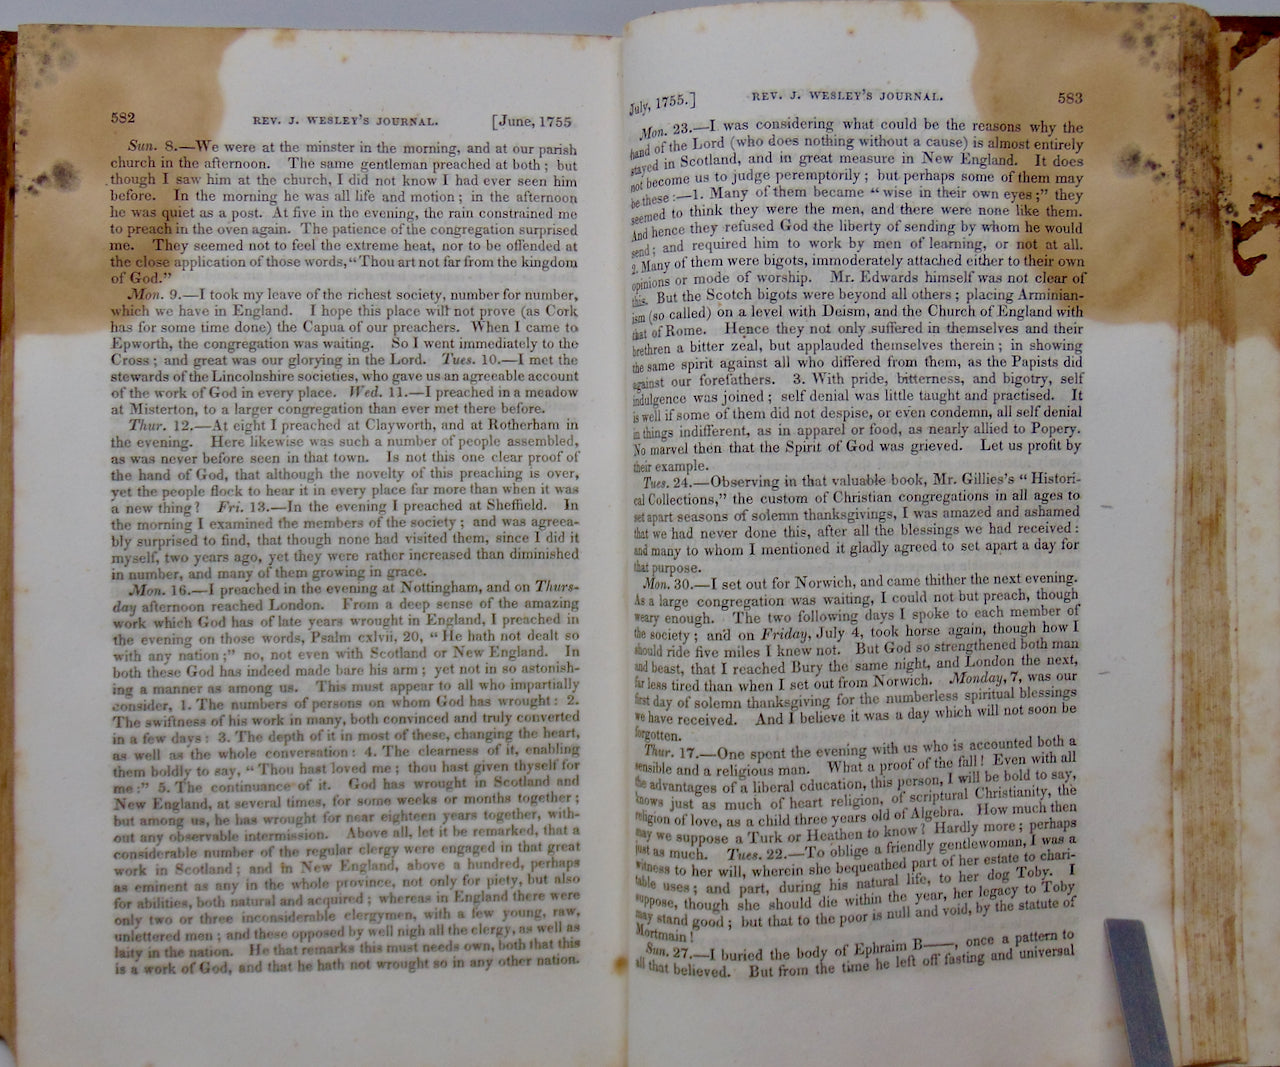 582 REV. J. WESLEY'S JOURNAL. [June, 1755
Sun. 8.—We were at the minster in the morning, and at our parish
church in the afternoon. The same gentleman preached at both; but
though I saw him at the church, I did not know I had ever seen him
before. In the morning he was all life and motion; in the afternoon
he was quiet as a post. At five in the evening, the rain constrained me
to preach in the oven again. The patience of the congregation surprised
me. They seemed not to feel the extreme heat, nor to be offended at
the close application of those words, "Thou art not far from the kingdom
of God."
Mon. 9.—I took my leave of the richest society, number for number,
which we have in England. I hope this place will not prove (as Cork
has for some time done) the Capua of our preachers. When I came to
Epworth, the congregation was waiting. So I went immediately to the
Cross; and great was our glorying in the Lord. Tues. 10.—I met the
stewards of the Lincolnshire societies, who gave us an agreeable account
of the work of God in every place. Wed. 11.—I preached in a meadow
at Misterton, to a larger congregation than ever met there before.
Thur. 12.—At eight I preached at Clayworth, and at Rotherham in
the evening. Here likewise was such a number of people assembled,
as was never before seen in that town. Is not this one clear proof of
the hand of God, that although the novelty of this preaching is over,
yet the people flock to hear it in every place far more than when it was
a new thing? Fri. 13.—In the evening I preached at Sheffield. In
the morning I examined the members of the society; and was agreea-
bly surprised to find, that though none had visited them, since I did it
myself, two years ago, yet they were rather increased than diminished
in number, and many of them growing in grace.
Mon. 16.—I preached in the evening at Nottingham, and on Thurs-
day afternoon reached London. From a deep sense of the amazing
work which God has of late years wrought in England, I preached in
the evening on those words, Psalm cxlvii, 20, "He hath not dealt so
with any nation;" no, not even with Scotland or New England. In
both these God has indeed made bare his arm; yet not in so astonish-
ing a manner as among us. This must appear to all who impartially
consider, 1. The numbers of persons on whom God has wrought: 2.
The swiftness of his work in many, both convinced and truly converted
in a few days: 3. The depth of it in most of these, changing the heart,
as well as the whole conversation: 4. The clearness of it, enabling
them boldly to say, "Thou hast loved me; thou hast given thyself for
me:" 5. The continuance of it. God has wrought in Scotland and
New England, at several times, for some weeks or months together;
but among us, he has wrought for near eighteen years together, with-
out any observable intermission. Above all, let it be remarked, that a
considerable number of the regular clergy were engaged in that great
work in Scotland; and in New England, above a hundred, perhaps
as eminent as any in the whole province, not only for piety, but also
for abilities, both natural and acquired; whereas in England there were
only two or three inconsiderable clergymen, with a few young, raw,
unlettered men; and these opposed by well nigh all the clergy, as well as
laity in the nation. He that remarks this must needs own, both that this
is a work of God, and that he hath not wrought so in any other nation.
July, 1755.] REV. J. WESLEY'S JOURNAL. 583
Mon. 23.—I was considering what could be the reasons why the
hand of the Lord (who does nothing without a cause) is almost entirely
stayed in Scotland, and in great measure in New England. It does
not become us to judge peremptorily; but perhaps some of them may
be these:—1. Many of them became "wise in their own eyes;" they
seemed to think they were the men, and there were none like them.
And hence they refused God the liberty of sending by whom he would
send; and required him to work by men of learning, or not at all.
2. Many of them were bigots, immoderately attached either to their own
opinions or mode of worship. Mr. Edwards himself was not clear of
this. But the Scotch bigots were beyond all others; placing Arminian-
ism (so called) on a level with Deism, and the Church of England with
that of Rome. Hence they not only suffered in themselves and their
brethren a bitter zeal, but applauded themselves therein; in showing
the same spirit against all who differed from them, as the Papists did
against our forefathers. 3. With pride, bitterness, and bigotry, self
indulgence was joined; self denial was little taught and practised. It
is well if some of them did not despise, or even condemn, all self denial
in things indifferent, as in apparel or food, as nearly allied to Popery.
No marvel then that the Spirit of God was grieved. Let us profit by
their example.
Tues. 24.—Observing in that valuable book, Mr. Gillies's "Histori-
cal Collections," the custom of Christian congregations in all ages to
set apart seasons of solemn thanksgivings, I was amazed and ashamed
that we had never done this, after all the blessings we had received:
and many to whom I mentioned it gladly agreed to set apart a day for
that purpose.
Mon. 30.—I set out for Norwich, and came thither the next evening.
As a large congregation was waiting, I could not but preach, though
weary enough. The two following days I spoke to each member of
the society; and on Friday, July 4, took horse again, though how I
should ride five miles I knew not. But God so strengthened both man
and beast, that I reached Bury the same night, and London the next,
far less tired than when I set out from Norwich. Monday, 7, was our
first day of solemn thanksgiving for the numberless spiritual blessings
we have received. And I believe it was a day which will not soon be
forgotten.
Thur. 17.—One spent the evening with us who is accounted both a
sensible and a religious man. What a proof of the fall! Even with all
the advantages of a liberal education, this person, I will be bold to say,
knows just as much of heart religion, of scriptural Christianity, the
religion of love, as a child three years old of Algebra. How much then
may we suppose a Turk or Heathen to know? Hardly more; perhaps
just as much. Tues. 22.—To oblige a friendly gentlewoman, I was a
witness to her will, wherein she bequeathed part of her estate to chari-
table uses; and part, during his natural life, to her dog Toby. I
suppose, though she should die within the year, her legacy to Toby
may stand good; but that to the poor is null and void, by the statute of
Mortmain!
Sun. 27.—I buried the body of Ephraim B——, once a pattern to
all that believed. But from the time he left off fasting and universal